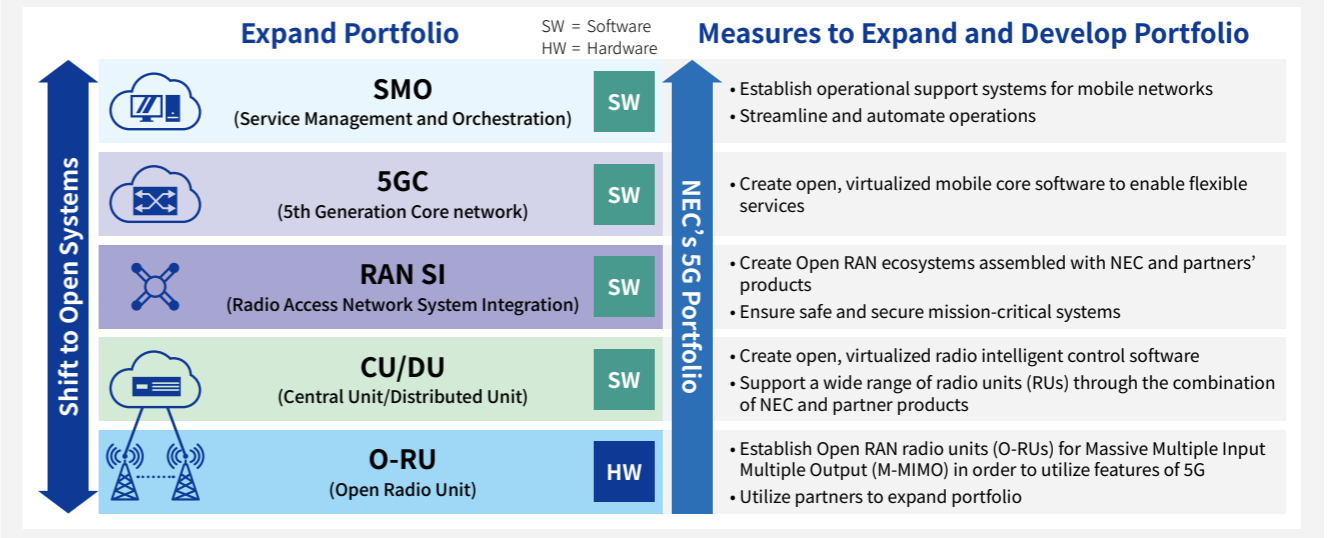 Expand Portfolio
SW = Software
HW = Hardware
Measures to Expand and Develop Portfolio
Shift to Open Systems
NEC’s 5G Portfolio
SMO
(Service Management and Orchestration)
SW
• Establish operational support systems for mobile networks
• Streamline and automate operations
5GC
(5th Generation Core network)
SW
• Create open, virtualized mobile core software to enable flexible
services
RAN SI
(Radio Access Network System Integration)
SW
• Create Open RAN ecosystems assembled with NEC and partners’
products
• Ensure safe and secure mission-critical systems
CU/DU
(Central Unit/Distributed Unit)
SW
• Create open, virtualized radio intelligent control software
• Support a wide range of radio units (RUs) through the combination
of NEC and partner products
O-RU
(Open Radio Unit)
HW
• Establish Open RAN radio units (O-RUs) for Massive Multiple Input
Multiple Output (M-MIMO) in order to utilize features of 5G
• Utilize partners to expand portfolio